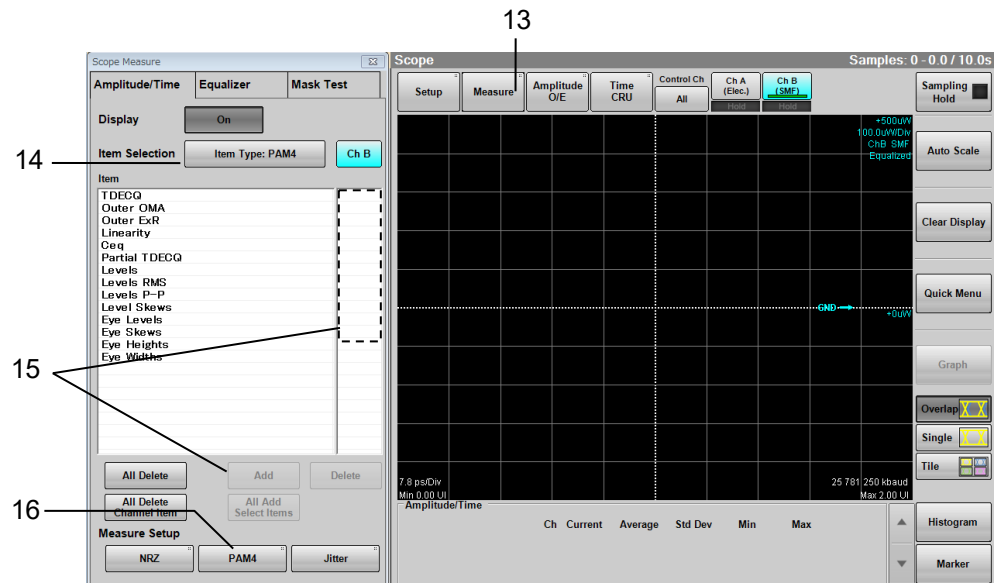 13
Scope Measure
Amplitude/Time Equalizer Mask Test
Display On
14
Item Selection Item Type: PAM4 Ch B
Item
TDECQ
Outer OMA
Outer ExR
Linearity
Ceq
Partial TDECQ
Levels
Levels RMS
Levels P-P
Level Skews
Eye Levels
Eye Skews
Eye Heights
Eye Widths
15
All Delete Add Delete
All Delete Channel Item All Add Select Items
16
Measure Setup
NRZ PAM4 Jitter
Scope Samples: 0 - 0.0 / 10.0s
Setup Measure Amplitude O/E Time CRU Control Ch All Ch A (Elec.) Hold Ch B (SMF) Hold Sampling Hold
+500uW
100.0uW/Div
ChB SMF
Equalized
GND
+0uW
7.8 ps/Div
Min 0.00 UI
25 781 250 kbaud
Max 2.00 UI
Auto Scale
Clear Display
Quick Menu
Graph
Overlap
Single
Tile
Amplitude/Time
Ch Current Average Std Dev Min Max
Histogram
Marker